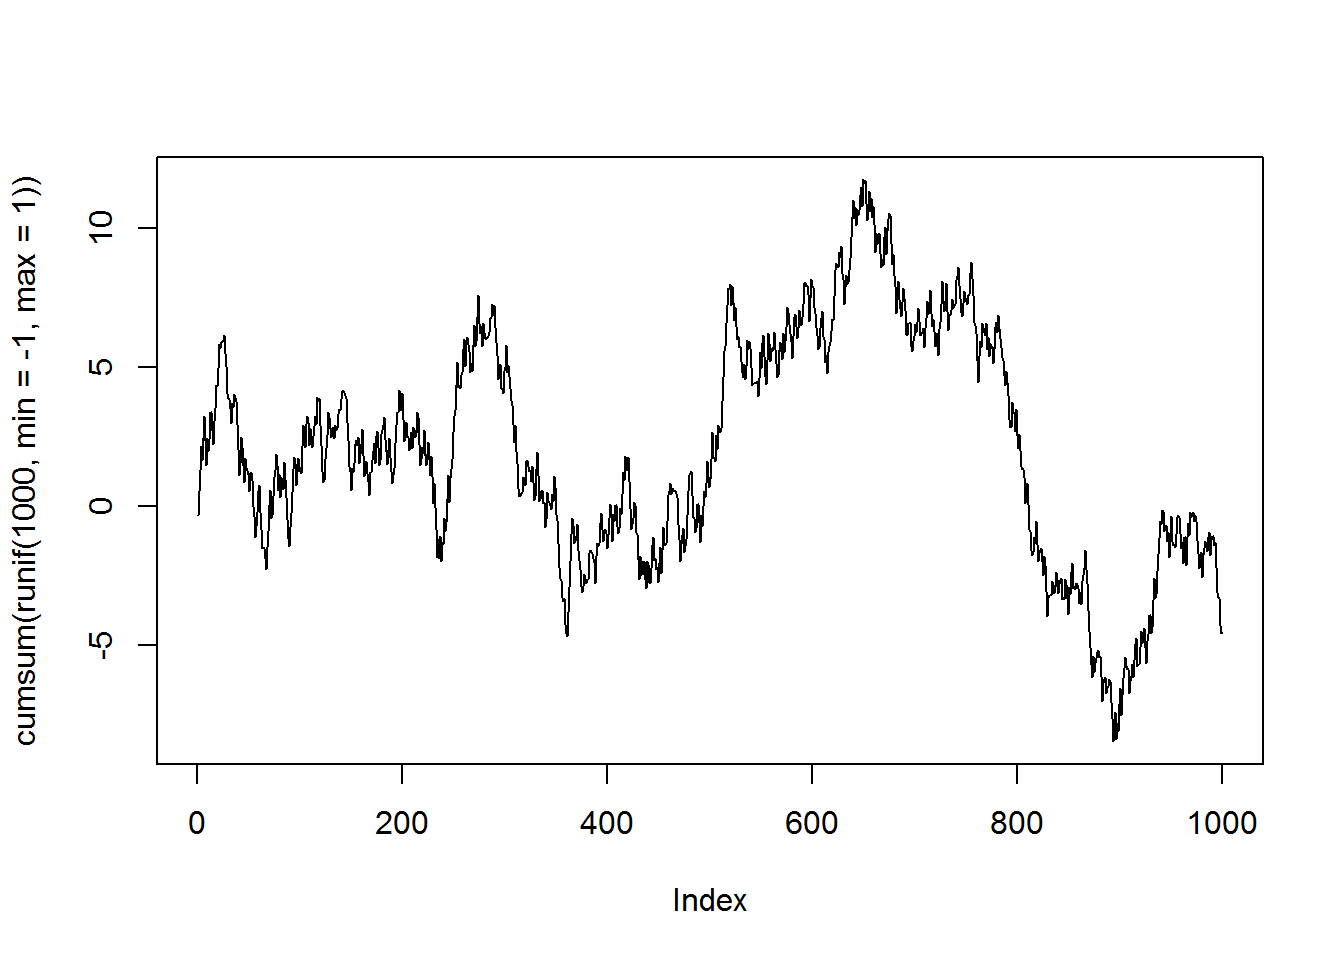 cumsum(runif(1000, min = -1, max = 1))
10
5
0
-5
0 200 400 600 800 1000
Index